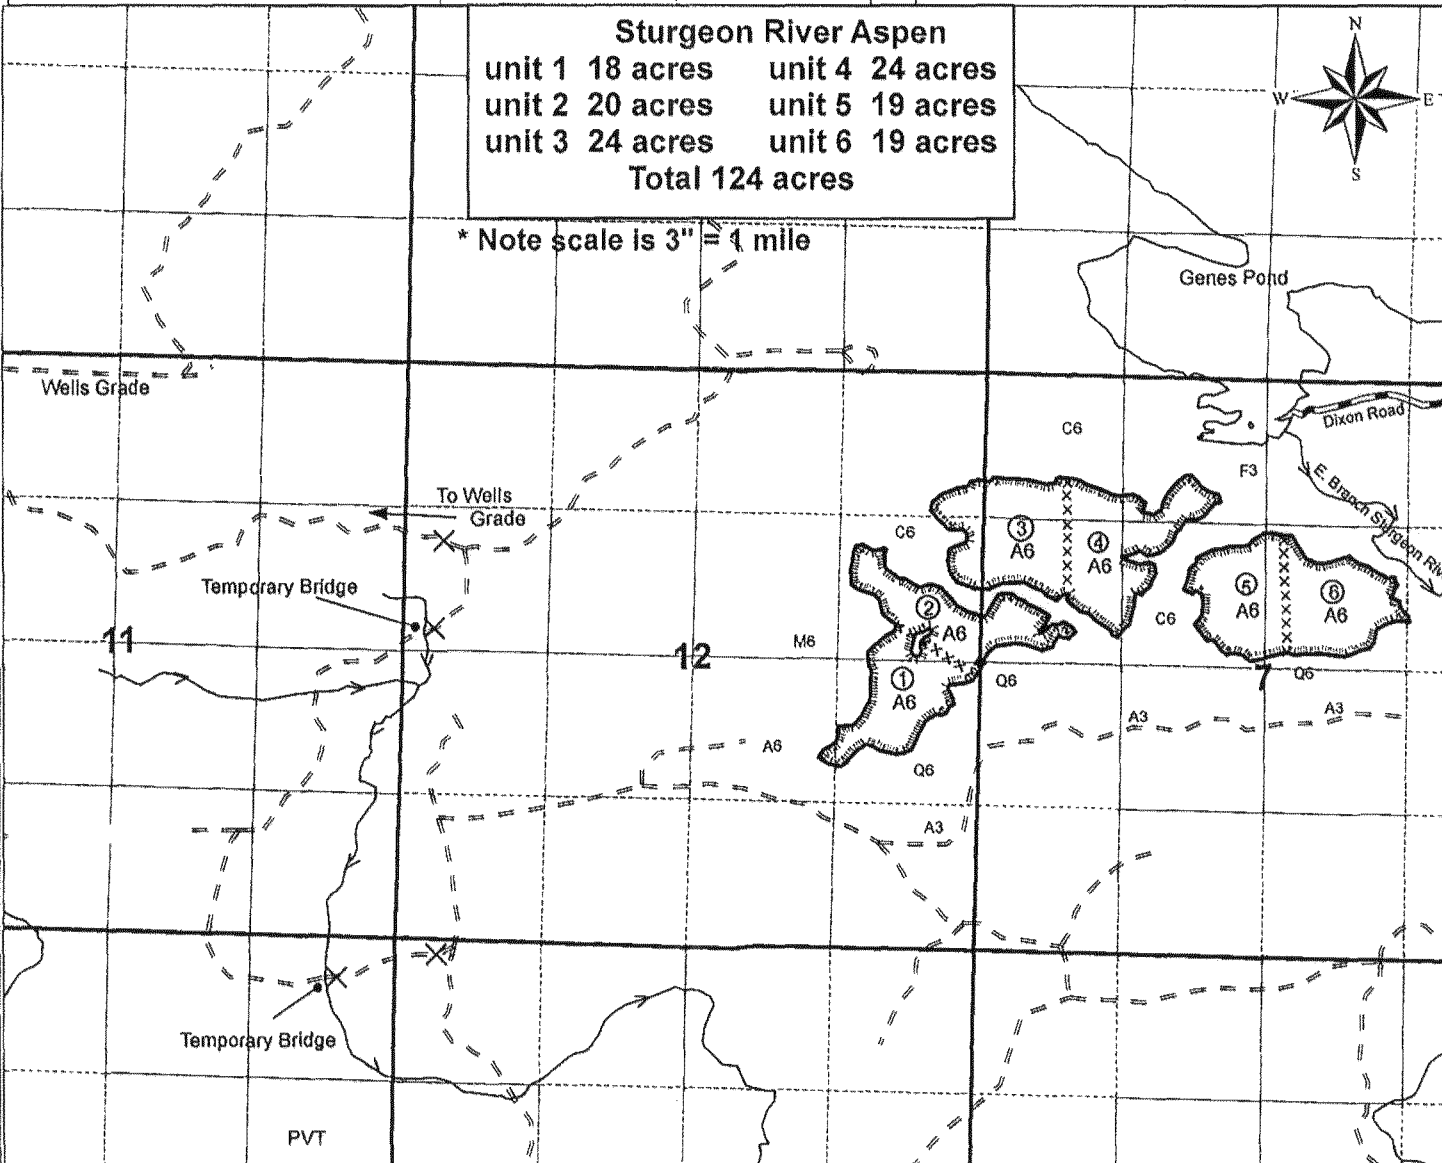 Sturgeon River Aspen
unit 1 18 acres unit 4 24 acres
unit 2 20 acres unit 5 19 acres
unit 3 24 acres unit 6 19 acres
Total 124 acres
* Note scale is 3" = 1 mile
N
W E
S
Genes Pond
Wells Grade
Dixon Road
C6
F3
E. Branch Sturgeon Riv
To Wells
Grade
C6
3
A6
4
A6
5
A6
6
A6
Temporary Bridge
2
A6
C6
11
12
M6
1
A6
Q6
7
Q6
A3
A3
A6
Q6
A3
Temporary Bridge
PVT